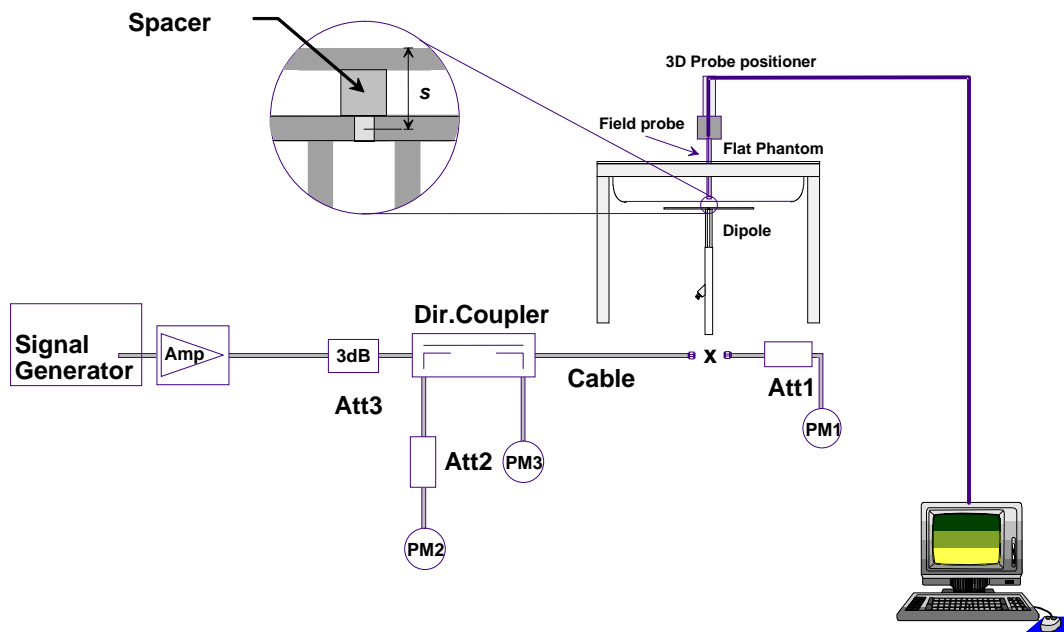 Spacer
s
3D Probe positioner
Field probe
Flat Phantom
Dipole
Dir.Coupler
Signal
Generator
Amp
3dB
Att3
Cable
x
Att1
PM1
Att2
PM3
PM2